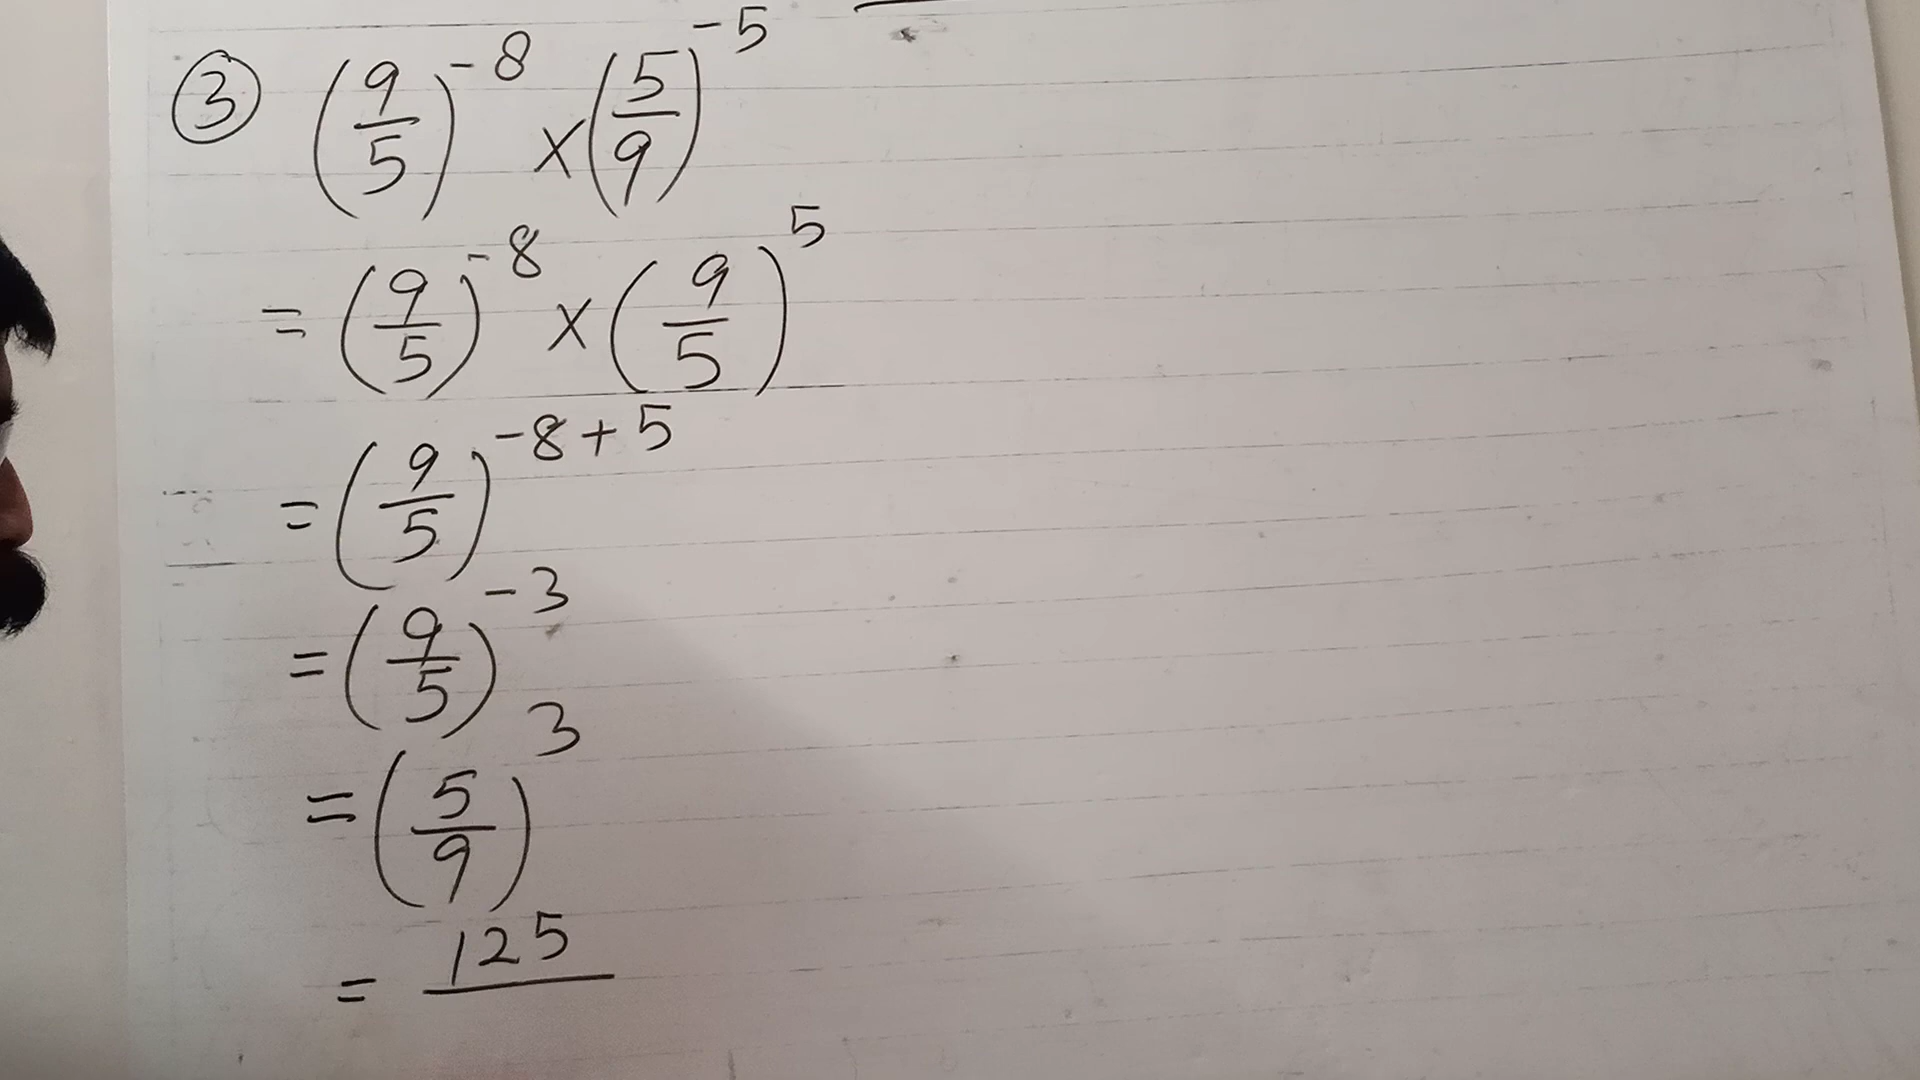 ③ (9/5)^-8 × (5/9)^-5
= (9/5)^-8 × (9/5)^5
= (9/5)^-8+5
= (9/5)^-3
= (5/9)^3
= 125/